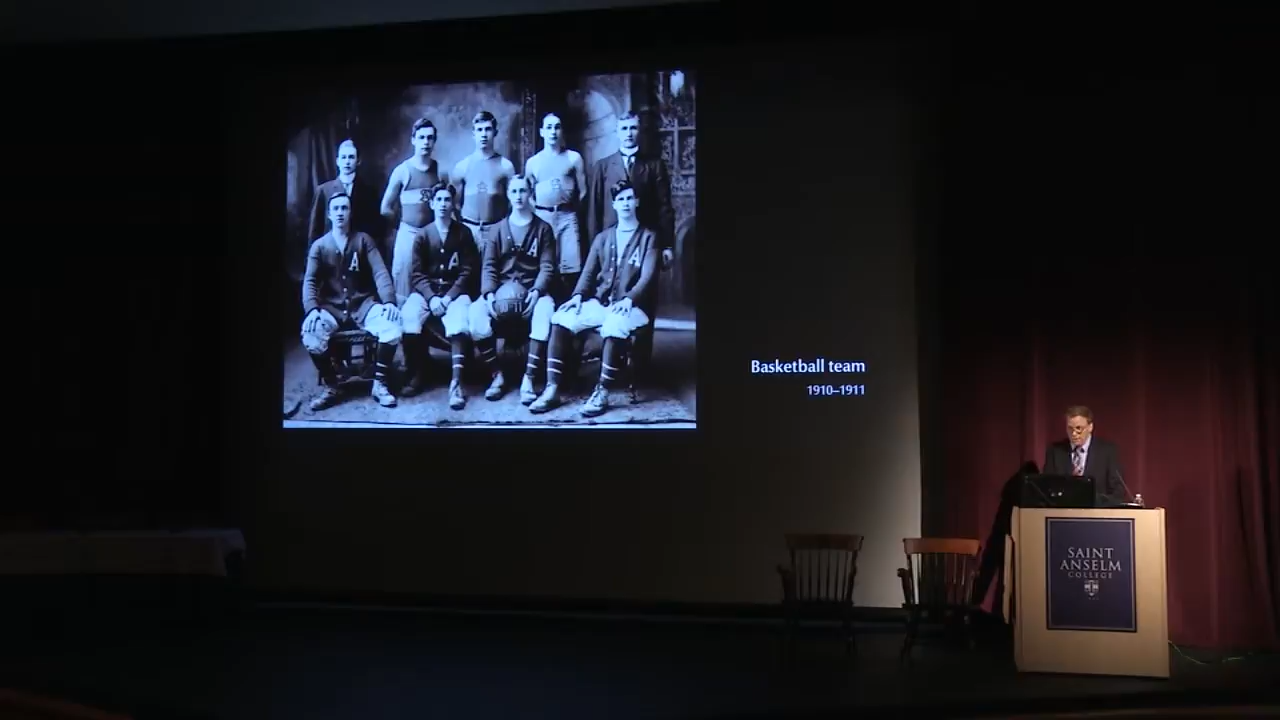 A
A
A
A
Basketball team
1910–1911
SAINT
ANSELM
COLLEGE